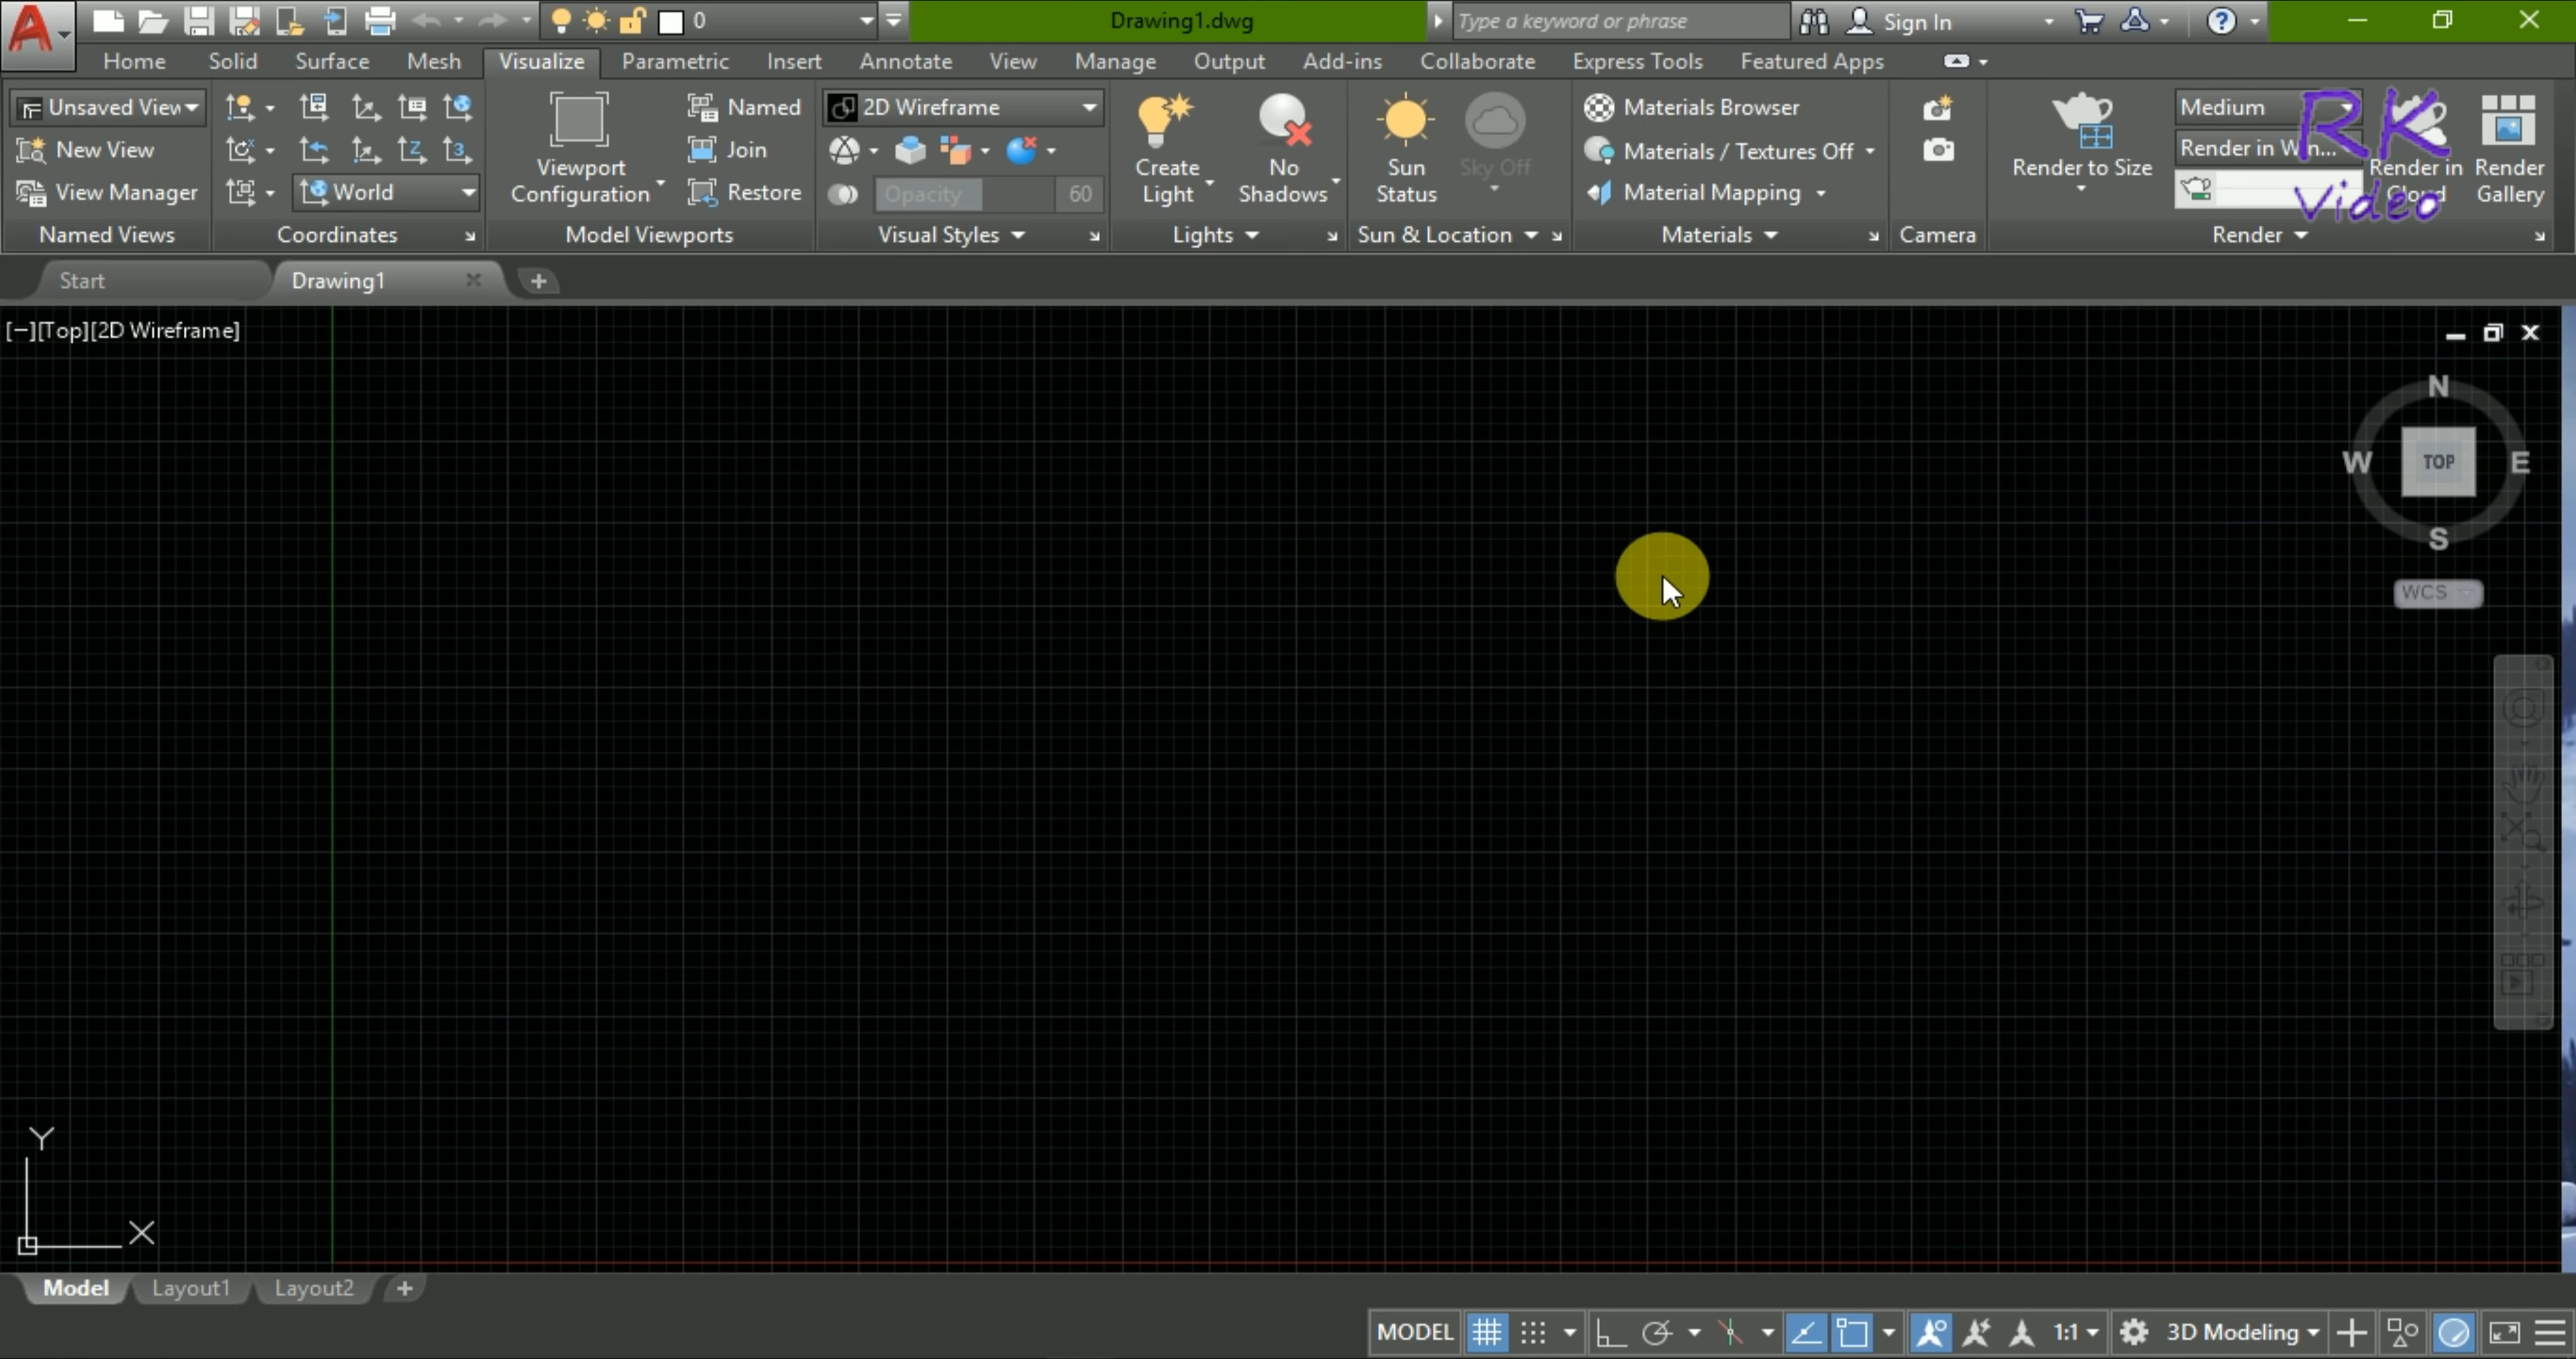 0 Drawing1.dwg Type a keyword or phrase Sign In
Home Solid Surface Mesh Visualize Parametric Insert Annotate View Manage Output Add-ins Collaborate Express Tools Featured Apps
Unsaved View
New View
View Manager
Named Views
World
Coordinates
Viewport
Configuration
Named
Join
Restore
Model Viewports
2D Wireframe
Opacity 60
Visual Styles
Create
Light
No
Shadows
Lights
Sun
Status
Sky Off
Sun & Location
Materials Browser
Materials / Textures Off
Material Mapping
Materials
Camera
Render to Size
Medium
Render in Win...
Render in
Cloud
Render
Gallery
Render
RK
Video
Start Drawing1
[−][Top][2D Wireframe]
N
W TOP E
S
WCS
Y
X
Model Layout1 Layout2
MODEL 1:1 3D Modeling